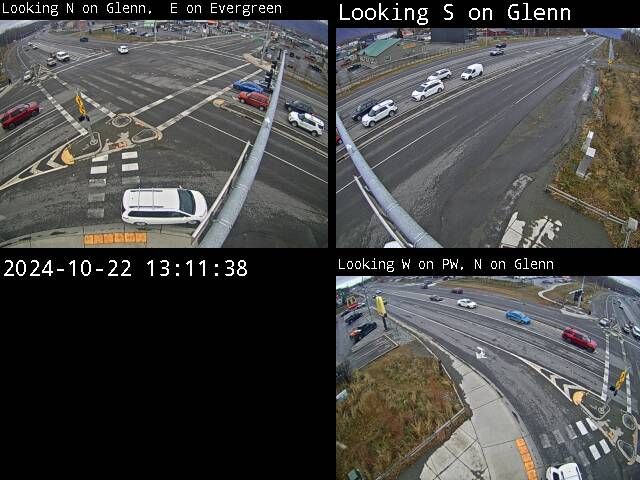 Looking N on Glenn, E on Evergreen
Looking S on Glenn
2024-10-22 13:11:38
Looking W on PW, N on Glenn